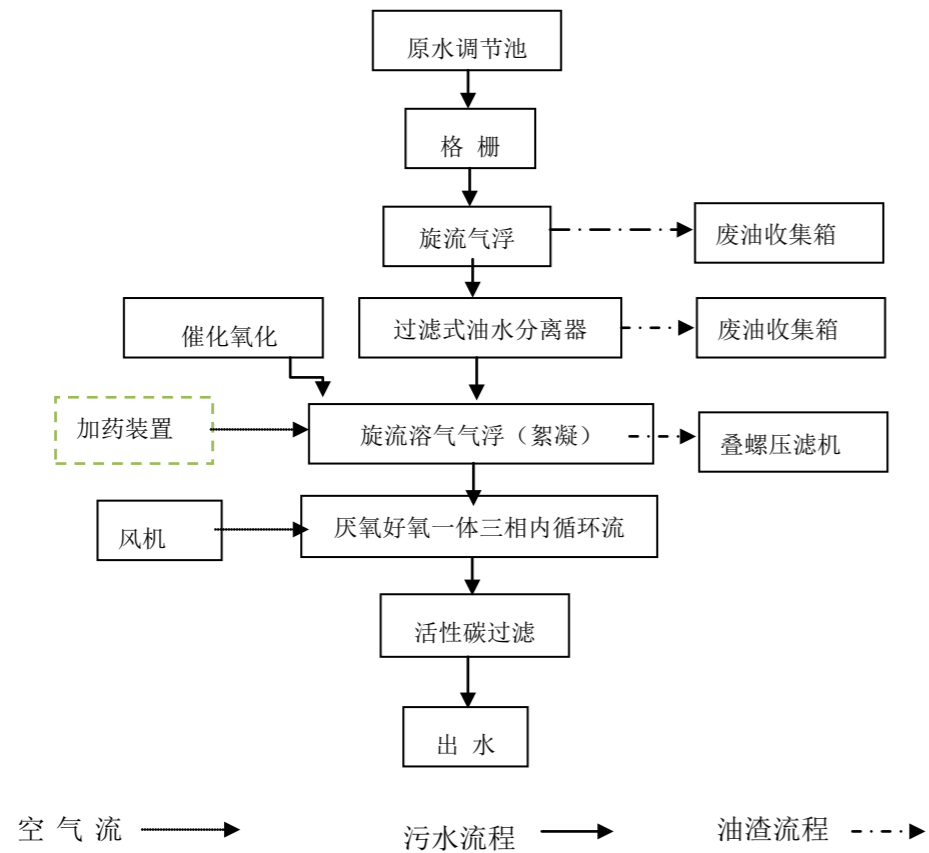 原水调节池
格 栅
旋流气浮
废油收集箱
催化氧化
过滤式油水分离器
废油收集箱
加药装置
旋流溶气气浮（絮凝）
叠螺压滤机
风机
厌氧好氧一体三相内循环流
活性碳过滤
出 水
空 气 流
污水流程
油渣流程